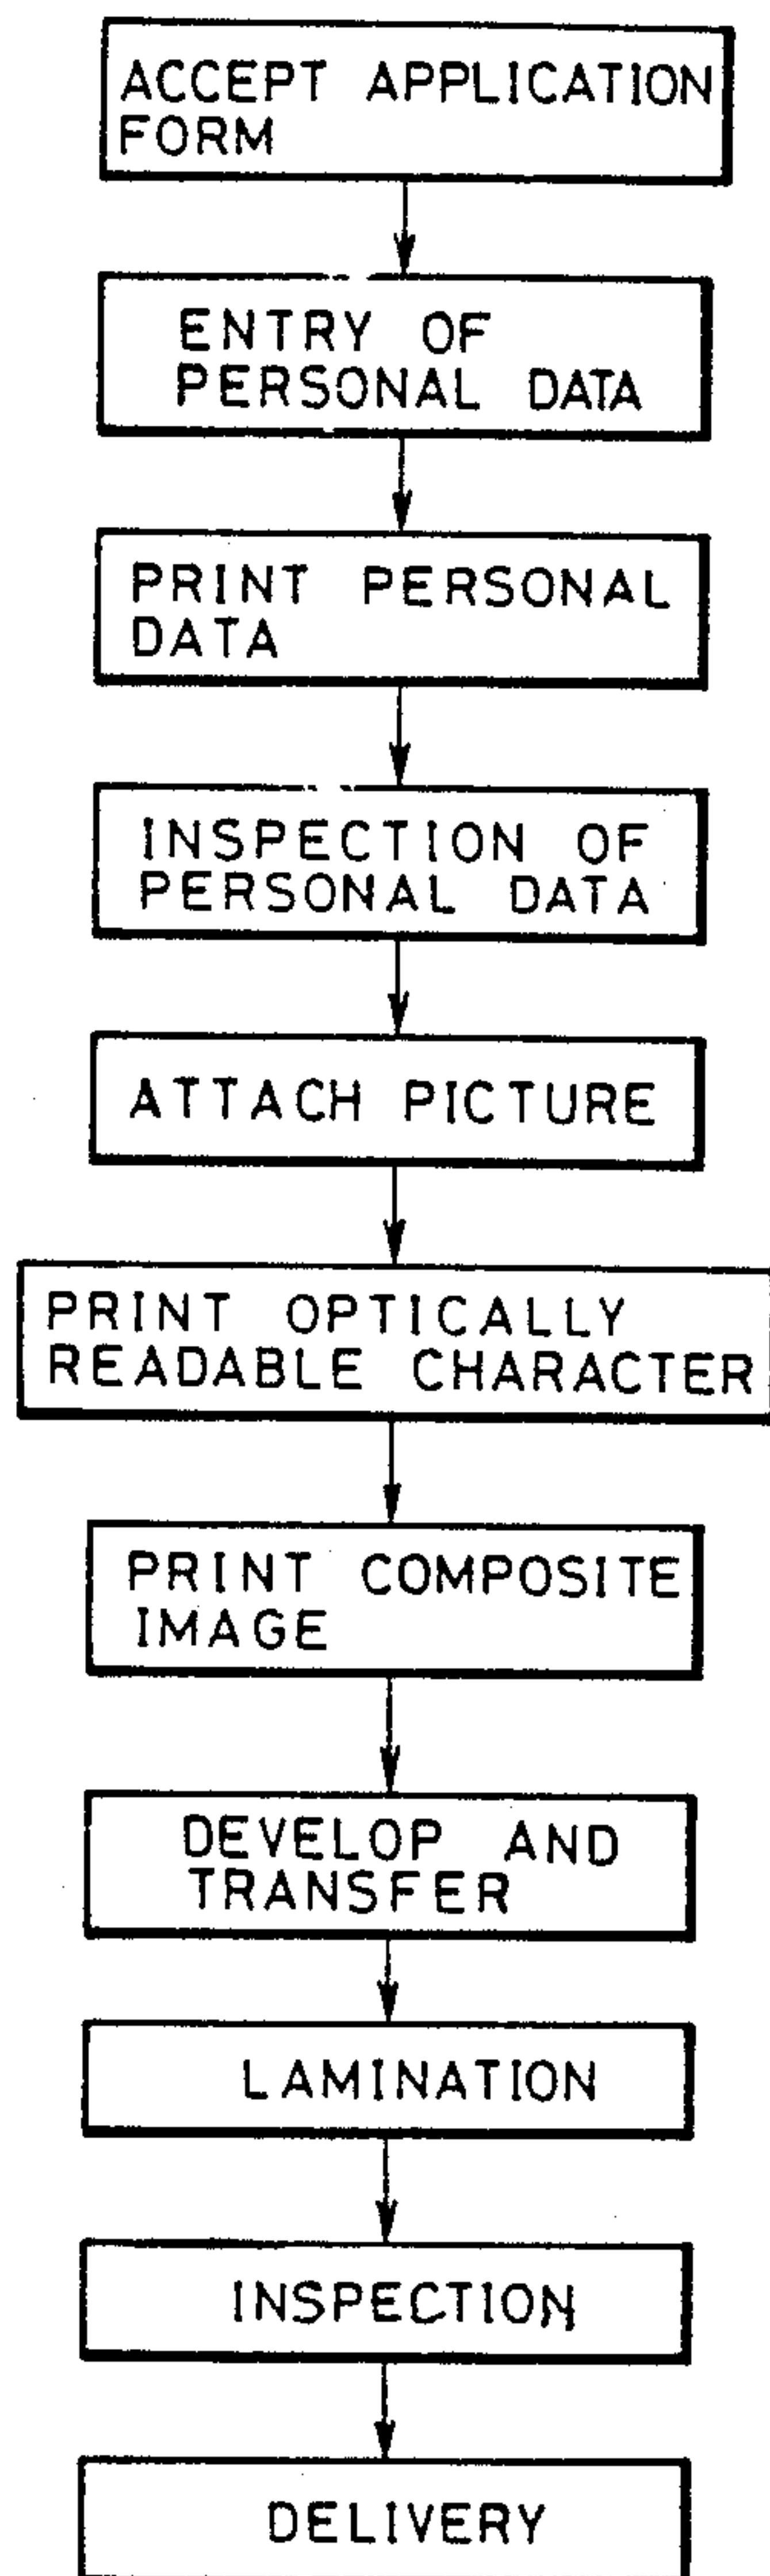 ACCEPT APPLICATION
FORM
ENTRY OF
PERSONAL DATA
PRINT PERSONAL
DATA
INSPECTION OF
PERSONAL DATA
ATTACH PICTURE
PRINT OPTICALLY
READABLE CHARACTER
PRINT COMPOSITE
IMAGE
DEVELOP AND
TRANSFER
LAMINATION
INSPECTION
DELIVERY